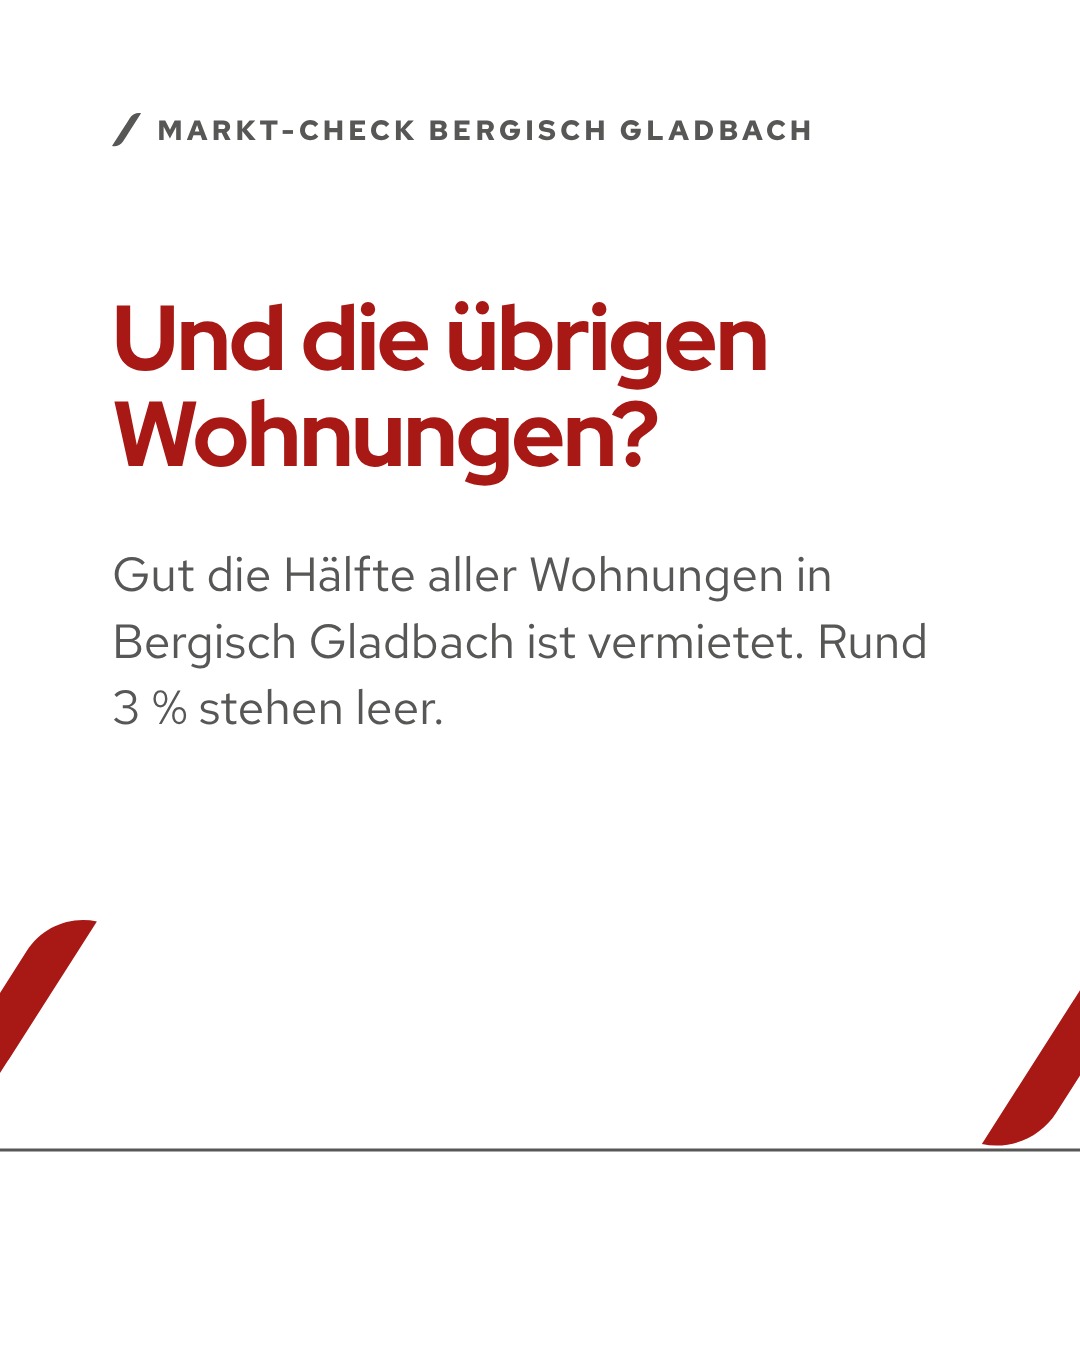 MARKT-CHECK BERGISCH GLADBACH
Und die übrigen
Wohnungen?
Gut die Hälfte aller Wohnungen in
Bergisch Gladbach ist vermietet. Rund
3 % stehen leer.